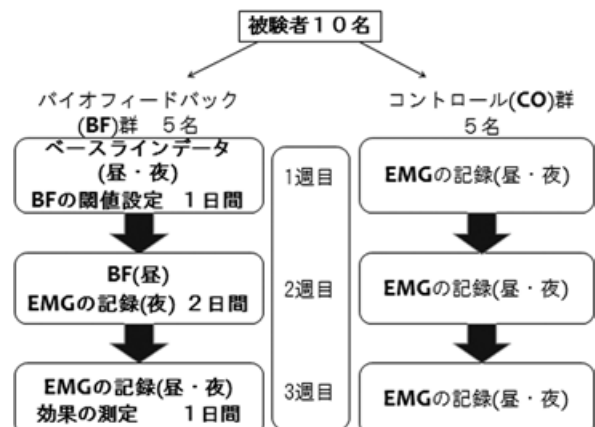 被験者１０名
バイオフィードバック
(BF)群　５名
ベースラインデータ
(昼・夜)
BFの閾値設定　１日間
BF(昼)
EMGの記録(夜) ２日間
EMGの記録(昼・夜)
効果の測定　　１日間
1週目
2週目
3週目
コントロール(CO)群
５名
EMGの記録(昼・夜)
EMGの記録(昼・夜)
EMGの記録(昼・夜)